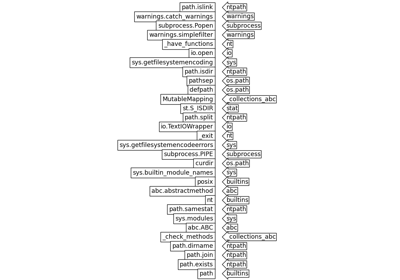 path.islink ntpath
warnings.catch_warnings warnings
subprocess.Popen subprocess
warnings.simplefilter warnings
_have_functions nt
io.open io
sys.getfilesystemencoding sys
path.isdir ntpath
pathsep os.path
defpath os.path
MutableMapping _collections_abc
st.S_ISDIR stat
path.split ntpath
io.TextIOWrapper io
_exit nt
sys.getfilesystemencodeerrors sys
subprocess.PIPE subprocess
curdir os.path
sys.builtin_module_names sys
posix builtins
abc.abstractmethod abc
nt builtins
path.samestat ntpath
sys.modules sys
abc.ABC abc
_check_methods _collections_abc
path.dirname ntpath
path.join ntpath
path.exists ntpath
path builtins